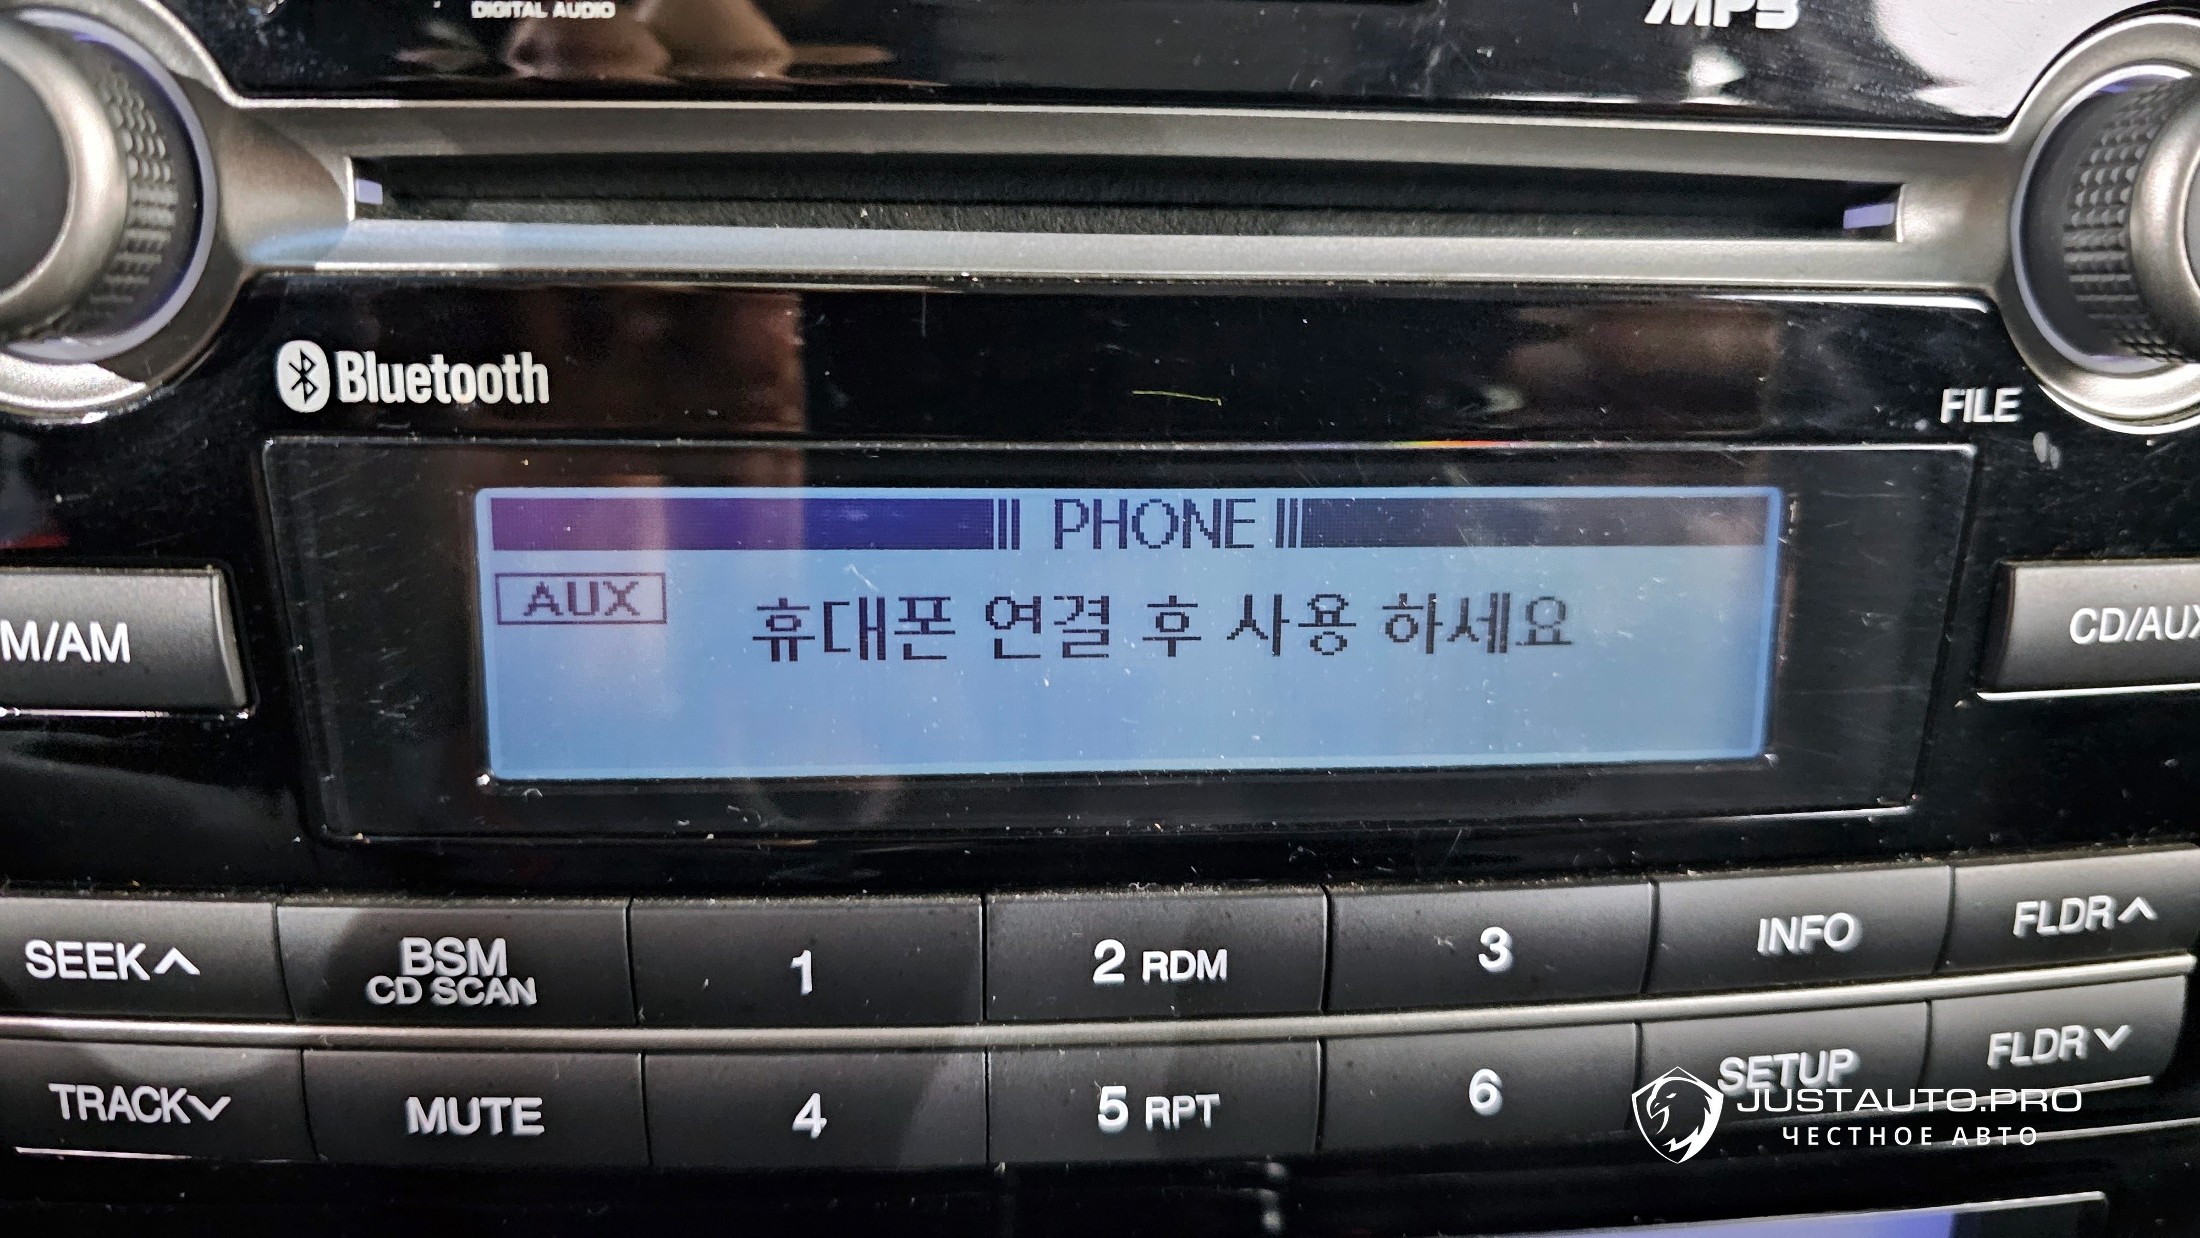 DIGITAL AUDIO
MP3
Bluetooth
FILE
PHONE
AUX
휴대폰 연결 후 사용 하세요
M/AM
CD/AUX
SEEK
BSM
CD SCAN
1
2 RDM
3
INFO
FLDR
TRACK
MUTE
4
5 RPT
6
SETUP
FLDR
JUSTAUTO.PRO
ЧЕСТНОЕ АВТО